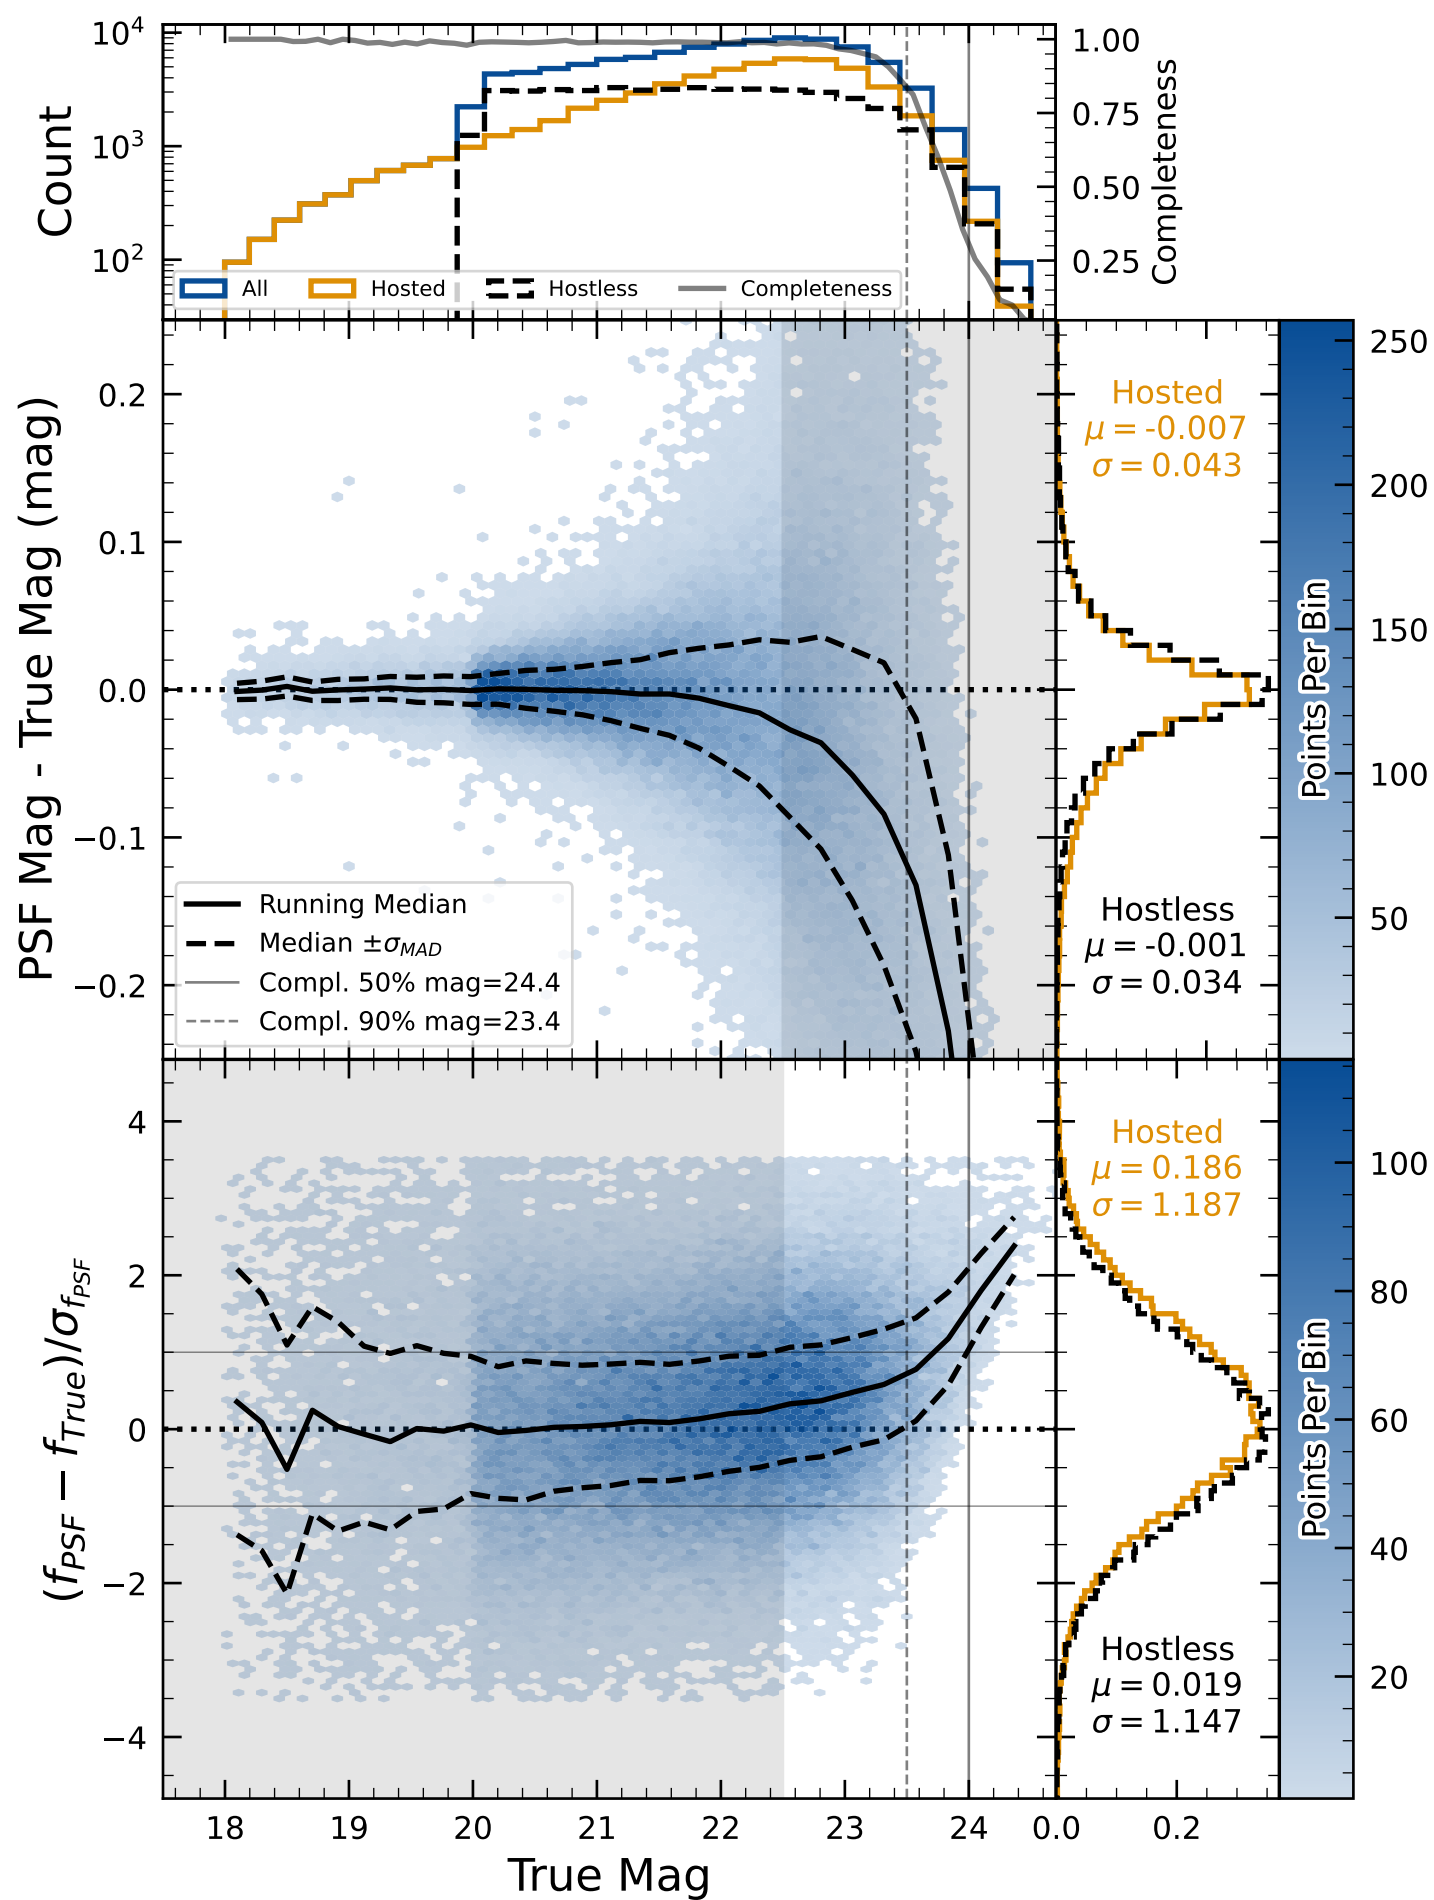 10⁴
10³
10²
Count
1.00
0.75
0.50
0.25
Completeness
All
Hosted
Hostless
Completeness
0.2
0.1
0.0
−0.1
−0.2
PSF Mag - True Mag (mag)
Running Median
Median ±σ_MAD
Compl. 50% mag=24.4
Compl. 90% mag=23.4
Hosted
μ = -0.007
σ = 0.043
Hostless
μ = -0.001
σ = 0.034
250
200
150
100
50
Points Per Bin
4
2
0
−2
−4
(f_PSF − f_True)/σ_f_PSF
Hosted
μ = 0.186
σ = 1.187
Hostless
μ = 0.019
σ = 1.147
100
80
60
40
20
Points Per Bin
18 19 20 21 22 23 24
0.0 0.2
True Mag